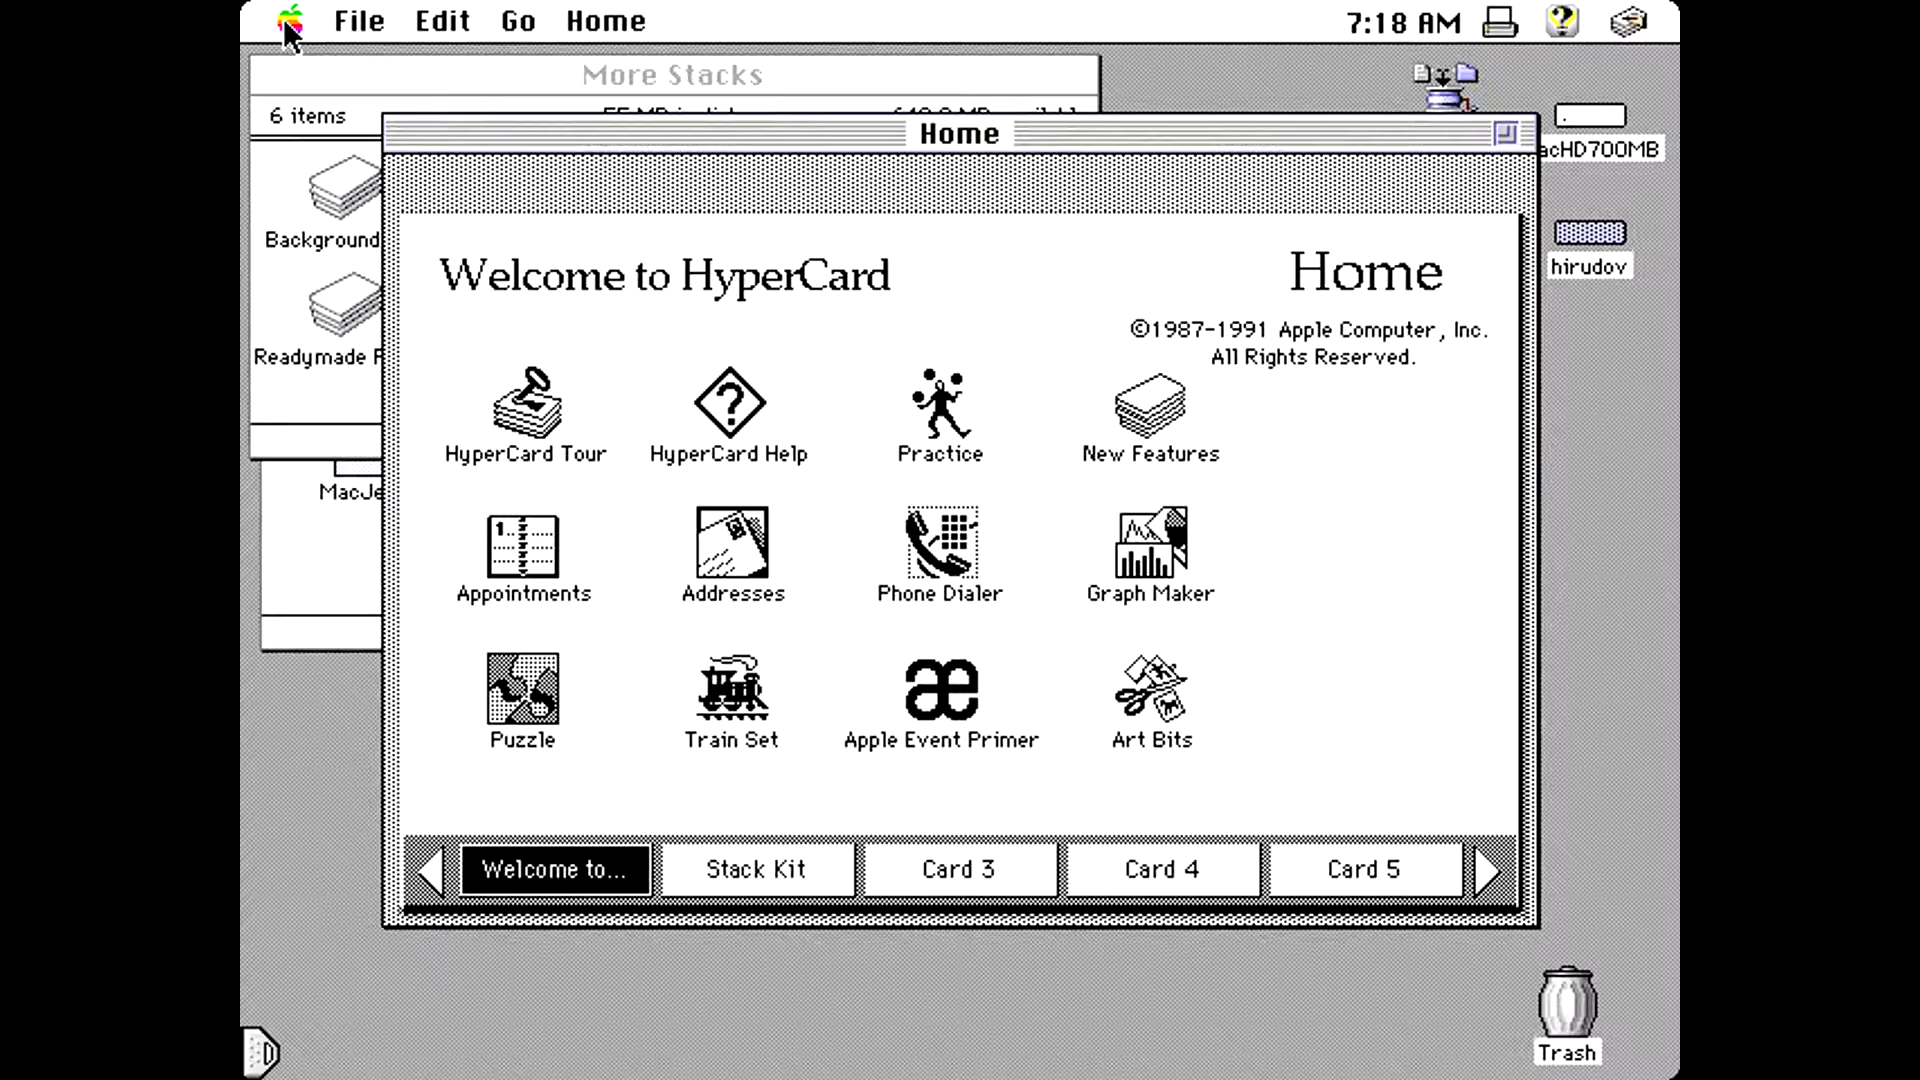 File Edit Go Home 7:18 AM
More Stacks
6 items
Home
acHD700MB
Background
hirudov
Welcome to HyperCard
Home
©1987-1991 Apple Computer, Inc.
All Rights Reserved.
Readymade
HyperCard Tour HyperCard Help Practice New Features
MacJe
Appointments Addresses Phone Dialer Graph Maker
Puzzle Train Set Apple Event Primer Art Bits
Welcome to... Stack Kit Card 3 Card 4 Card 5
Trash